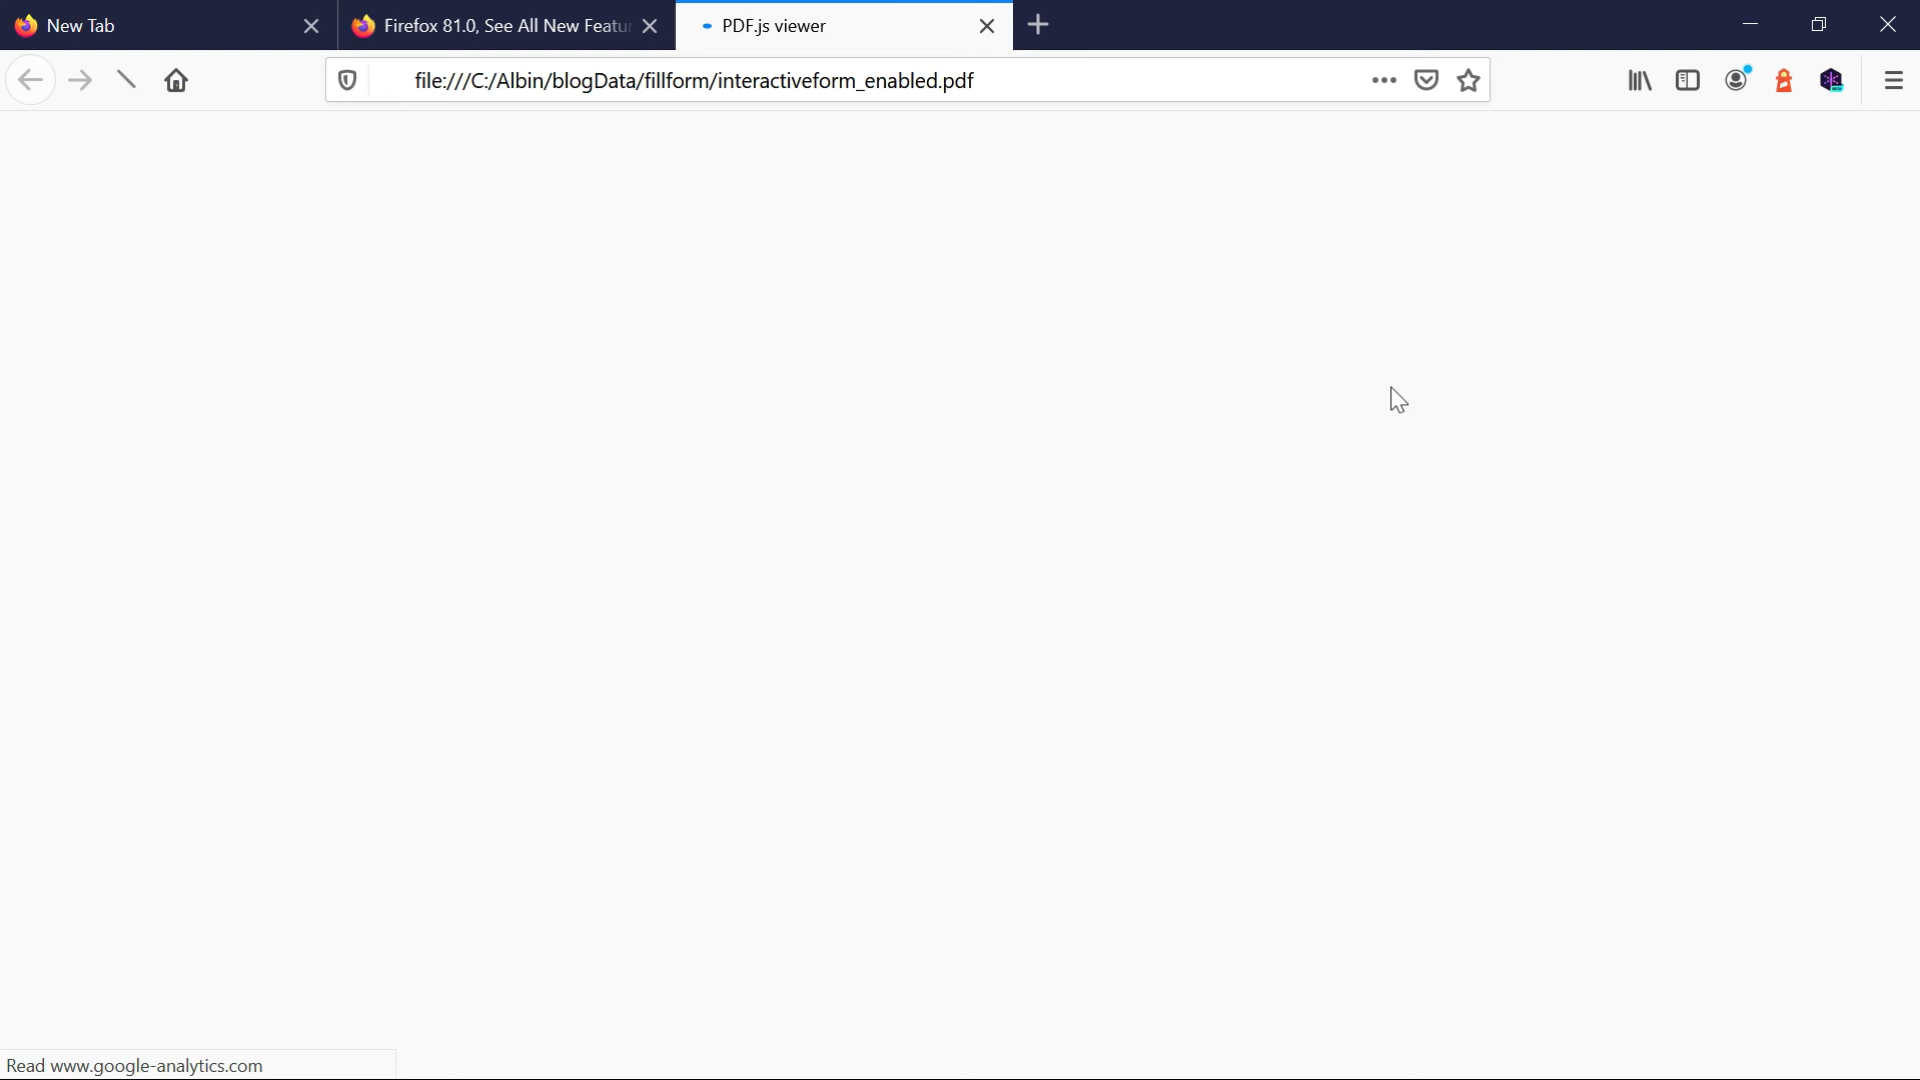 New Tab
Firefox 81.0, See All New Featu
PDF.js viewer
file:///C:/Albin/blogData/fillform/interactiveform_enabled.pdf
Read www.google-analytics.com